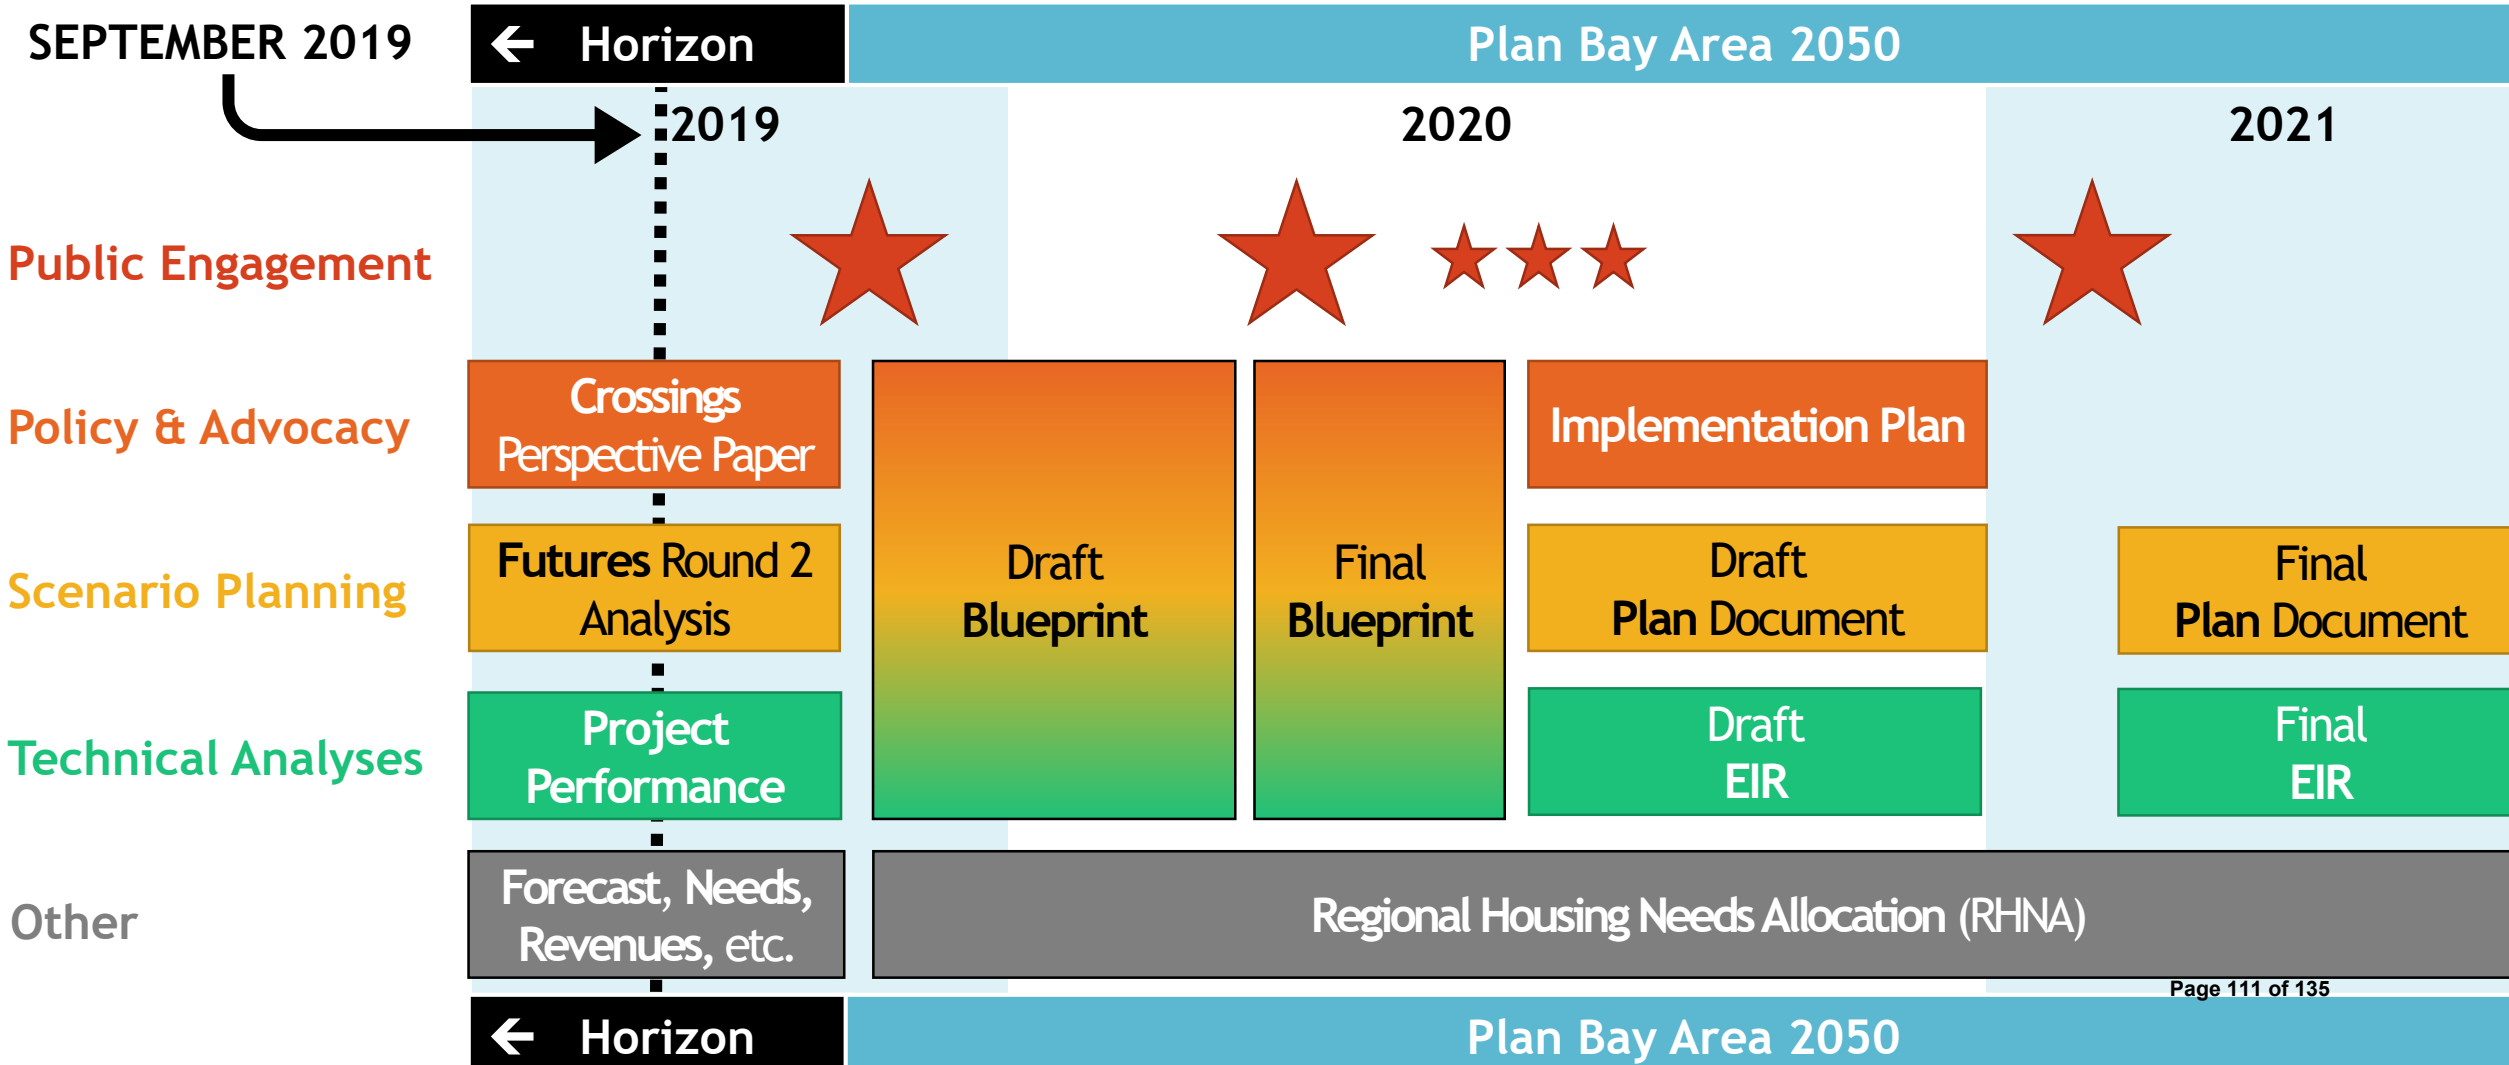 SEPTEMBER 2019
← Horizon
Plan Bay Area 2050
2019
2020
2021
Public Engagement
Policy & Advocacy
Crossings
Perspective Paper
Implementation Plan
Scenario Planning
Futures Round 2
Analysis
Draft
Blueprint
Final
Blueprint
Draft
Plan Document
Final
Plan Document
Technical Analyses
Project
Performance
Draft
EIR
Final
EIR
Other
Forecast, Needs,
Revenues, etc.
Regional Housing Needs Allocation (RHNA)
Page 111 of 135
← Horizon
Plan Bay Area 2050